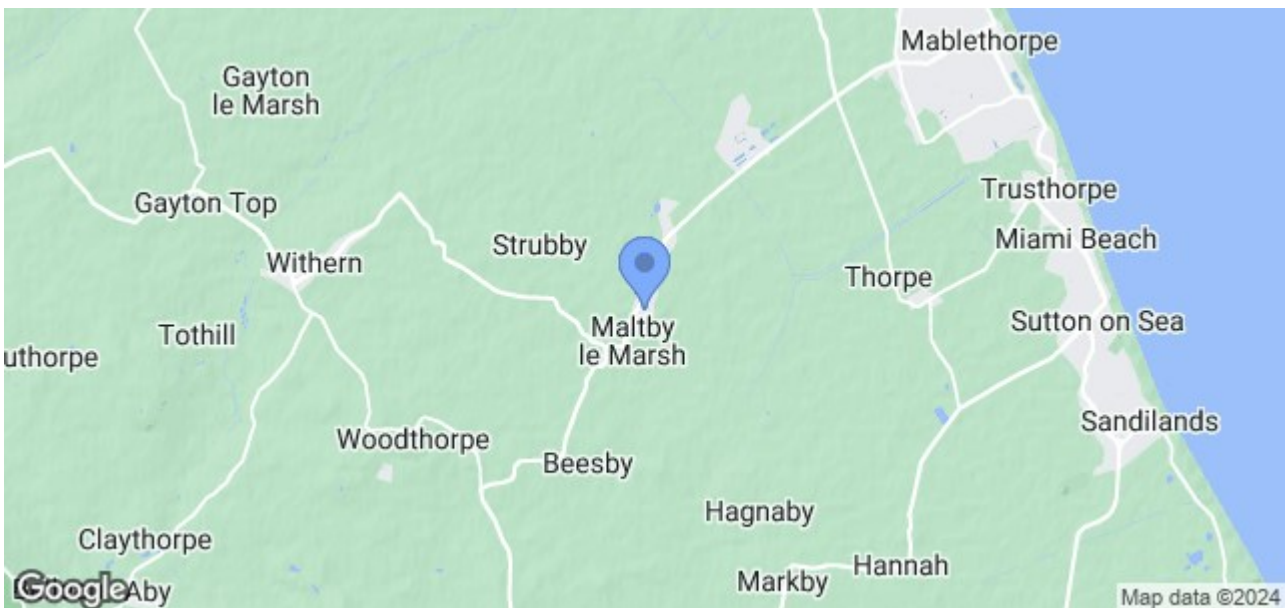 Mablethorpe
Gayton
le Marsh
Trusthorpe
Gayton Top
Miami Beach
Strubby
Withern
Thorpe
Sutton on Sea
Maltby
le Marsh
Tothill
uthorpe
Sandilands
Woodthorpe
Beesby
Hagnaby
Claythorpe
Hannah
Markby
Google
Aby
Map data ©2024